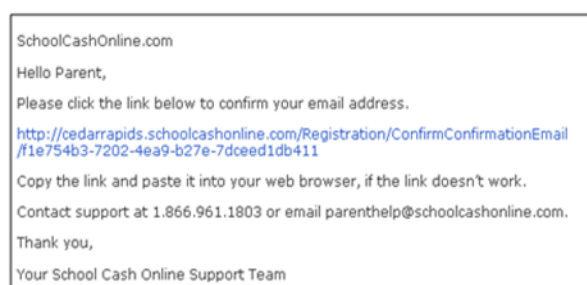 SchoolCashOnline.com
Hello Parent,
Please click the link below to confirm your email address.
http://cedarrapids.schoolcashonline.com/Registration/ConfirmConfirmationEmail
/f1e754b3-7202-4ea9-b27e-7dceed1db411
Copy the link and paste it into your web browser, if the link doesn't work.
Contact support at 1.866.961.1803 or email parenthelp@schoolcashonline.com.
Thank you,
Your School Cash Online Support Team